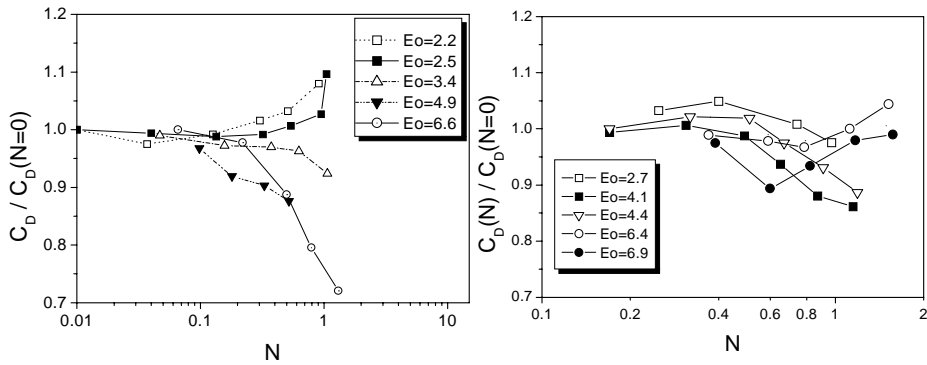 1.2
1.1
1.0
0.9
0.8
0.7
C_D / C_D(N=0)
0.01
0.1
1
N
Eo=2.2
Eo=2.5
Eo=3.4
Eo=4.9
Eo=6.6
1.2
1.1
1.0
0.9
0.8
0.7
C_D(N) / C_D(N=0)
0.1
0.2
0.4
0.6
0.8
1
2
N
Eo=2.7
Eo=4.1
Eo=4.4
Eo=6.4
Eo=6.9